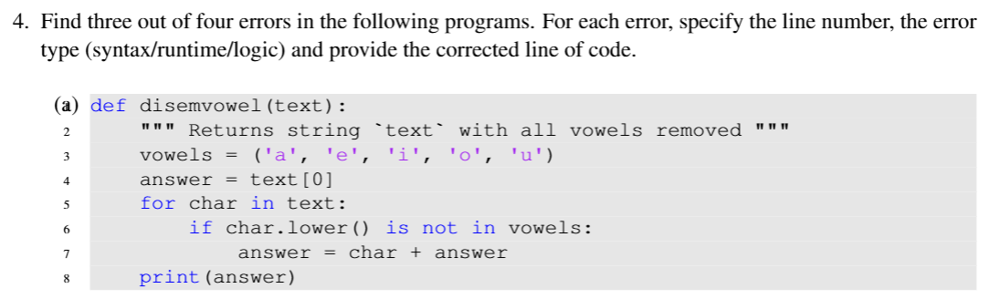 4. Find three out of four errors in the following programs. For each error, specify the line number, the error
type (syntax/runtime/logic) and provide the corrected line of code.
(a) def disemvowel(text):
2 """ Returns string `text` with all vowels removed """
3 vowels = ('a', 'e', 'i', 'o', 'u')
4 answer = text[0]
5 for char in text:
6 if char.lower() is not in vowels:
7 answer = char + answer
8 print(answer)